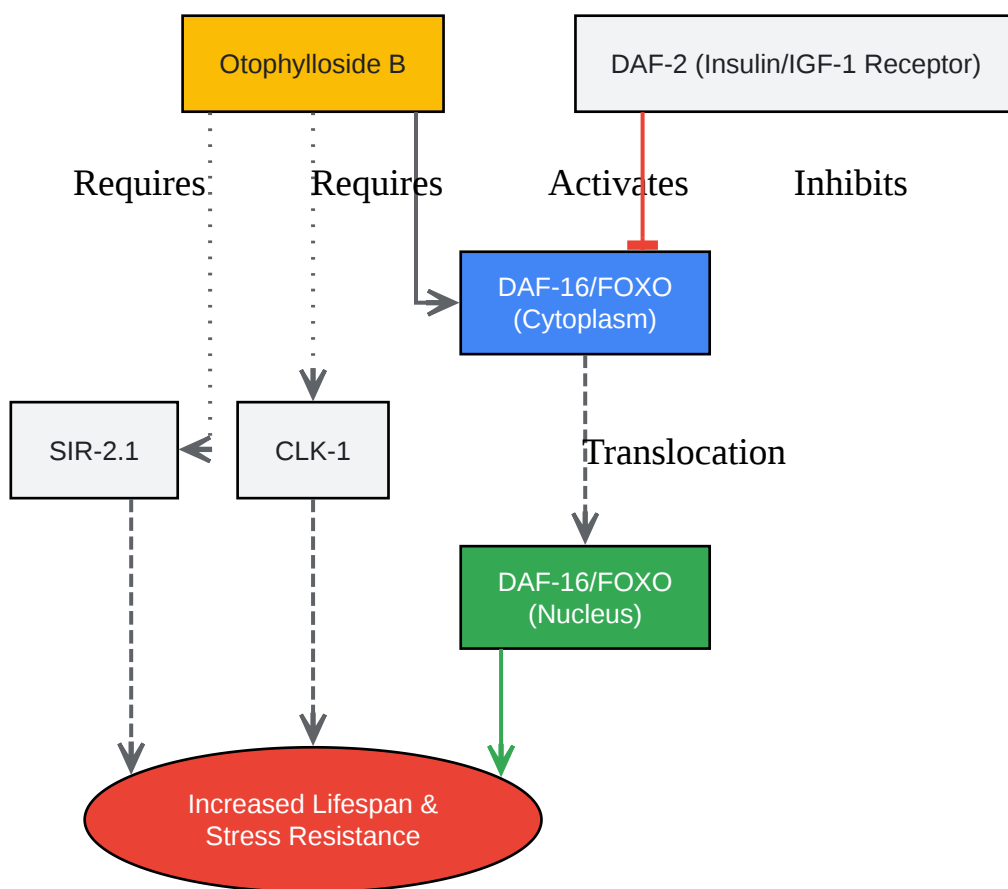 Otophylloside B
DAF-2 (Insulin/IGF-1 Receptor)
Requires
Requires
Activates
Inhibits
DAF-16/FOXO
(Cytoplasm)
SIR-2.1
CLK-1
Translocation
DAF-16/FOXO
(Nucleus)
Increased Lifespan &
Stress Resistance